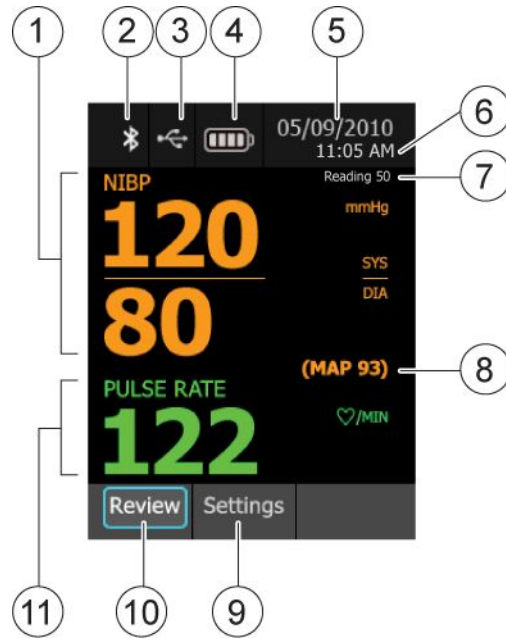 1 2 3 4 5
6
05/09/2010
11:05 AM
Reading 50
7
NIBP
mmHg
120
SYS
80
DIA
(MAP 93)
8
PULSE RATE
122
♡/MIN
Review Settings
11 10 9